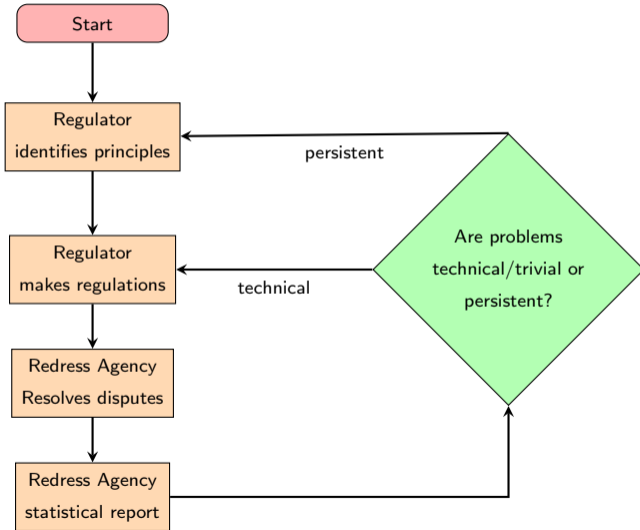 Start
Regulator
identifies principles
persistent
Are problems
technical/trivial or
persistent?
Regulator
makes regulations
technical
Redress Agency
Resolves disputes
Redress Agency
statistical report